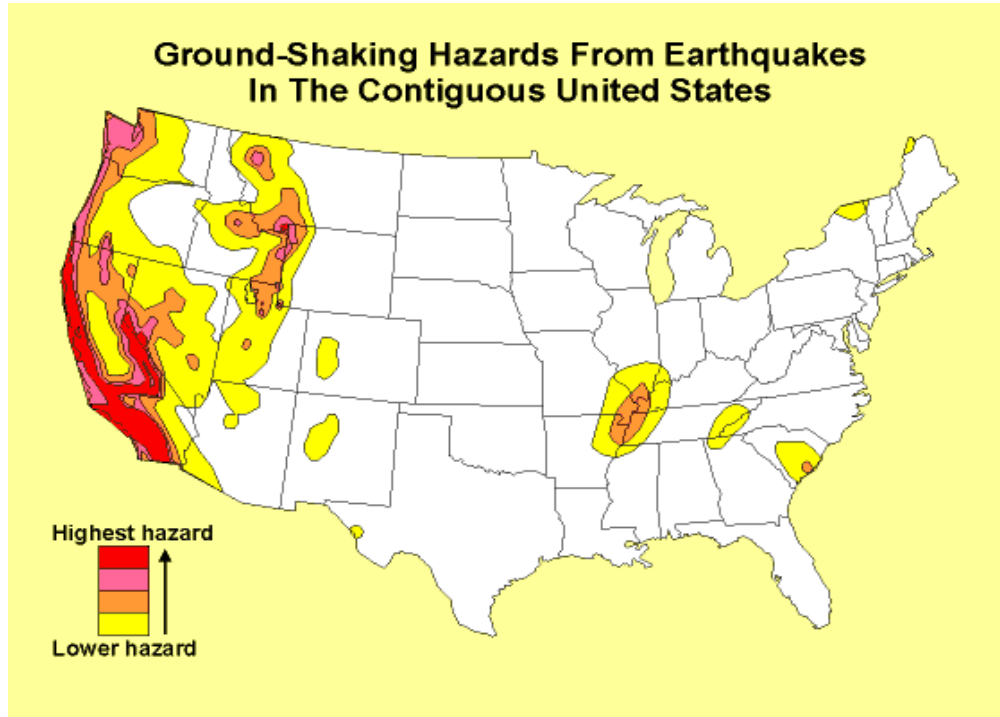 Ground-Shaking Hazards From Earthquakes
In The Contiguous United States
Highest hazard
Lower hazard